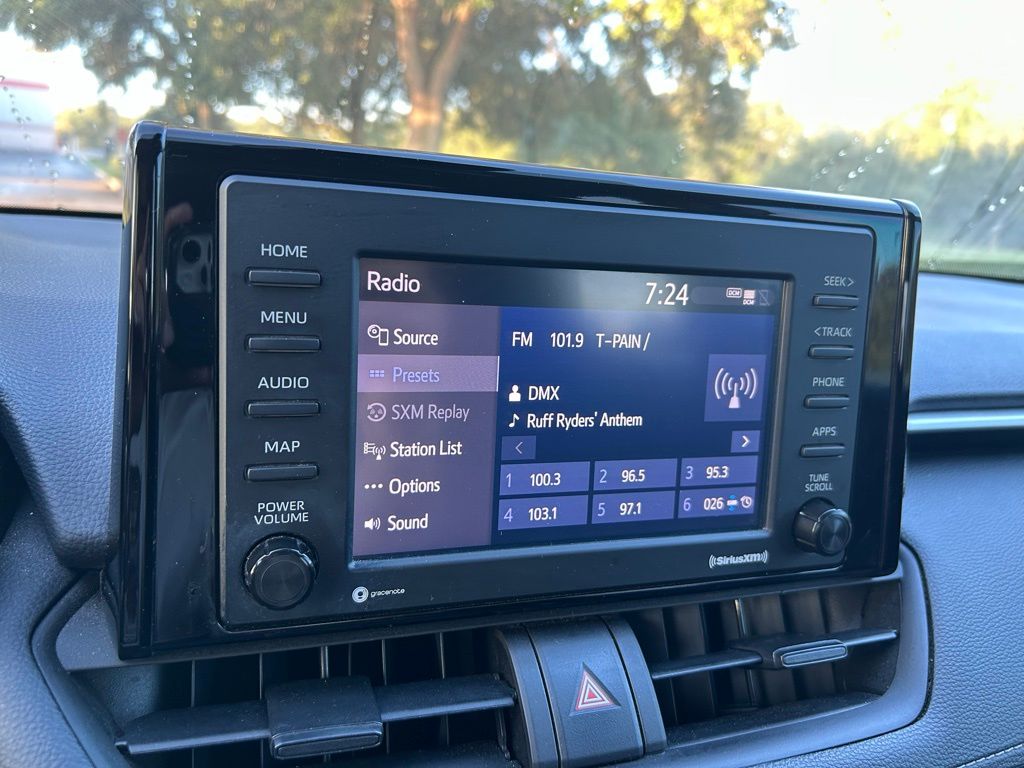 HOME
MENU
AUDIO
MAP
POWER
VOLUME
Radio
7:24
DCM
DCM
Source
Presets
SXM Replay
Station List
Options
Sound
FM 101.9 T-PAIN /
DMX
Ruff Ryders' Anthem
1 100.3 2 96.5 3 95.3
4 103.1 5 97.1 6 026
SEEK >
< TRACK
PHONE
APPS
TUNE
SCROLL
gracenote
SiriusXM